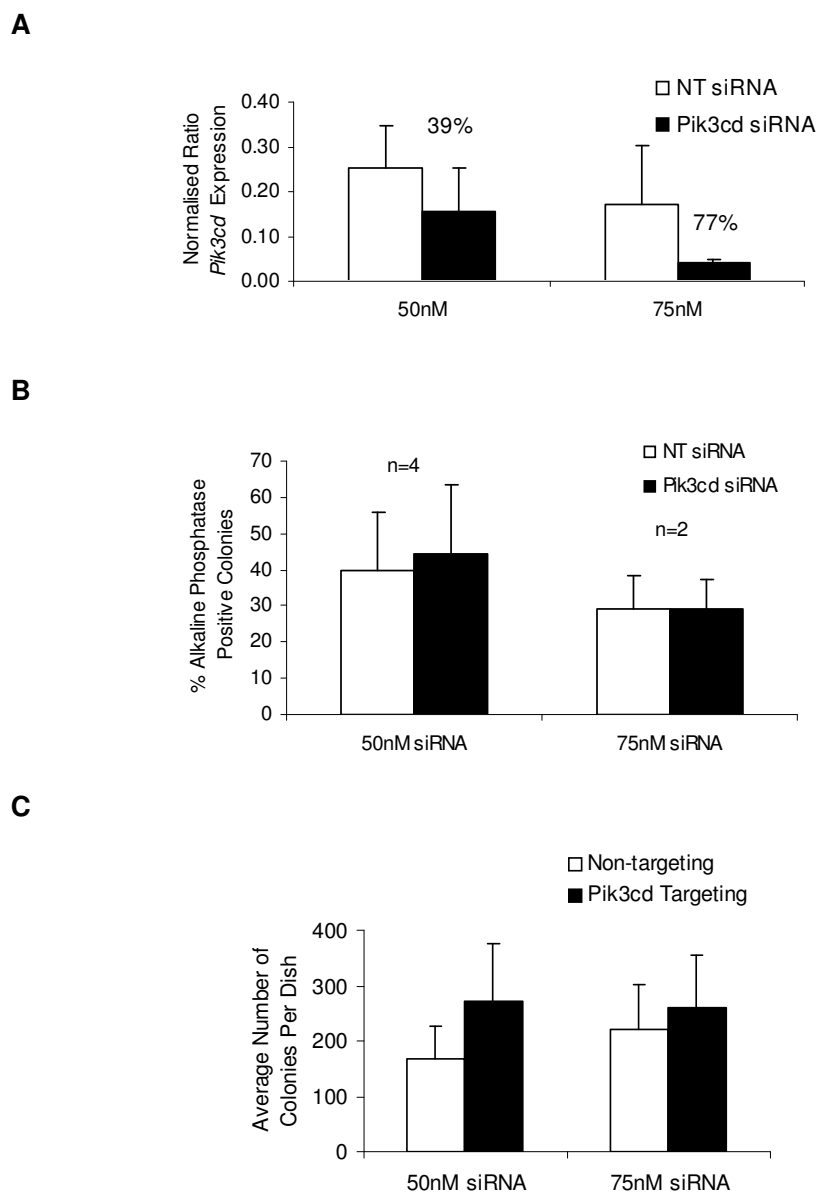 A
NT siRNA
Pik3cd siRNA
Normalised Ratio
Pik3cd Expression
0.40
0.30
0.20
0.10
0.00
39%
77%
50nM
75nM
B
NT siRNA
Pik3cd siRNA
% Alkaline Phosphatase
Positive Colonies
70
60
50
40
30
20
10
0
n=4
n=2
50nM siRNA
75nM siRNA
C
Non-targeting
Pik3cd Targeting
Average Number of
Colonies Per Dish
400
300
200
100
0
50nM siRNA
75nM siRNA